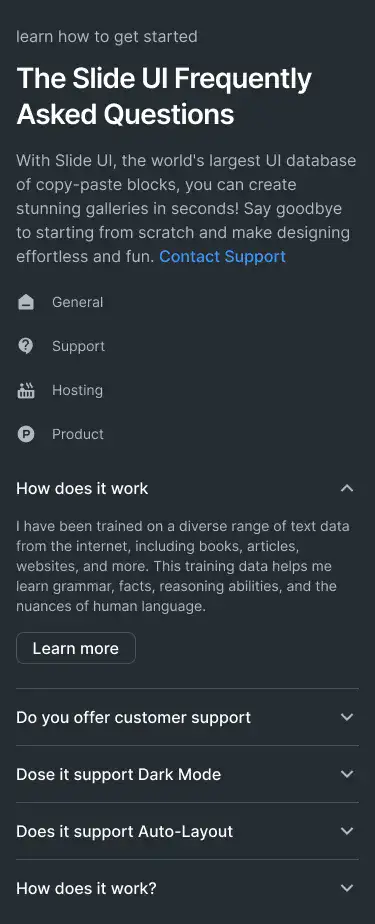 learn how to get started
The Slide UI Frequently
Asked Questions
With Slide UI, the world's largest UI database
of copy-paste blocks, you can create
stunning galleries in seconds! Say goodbye
to starting from scratch and make designing
effortless and fun. Contact Support
General
Support
Hosting
P Product
How does it work
I have been trained on a diverse range of text data
from the internet, including books, articles,
websites, and more. This training data helps me
learn grammar, facts, reasoning abilities, and the
nuances of human language.
Learn more
Do you offer customer support
Dose it support Dark Mode
Does it support Auto-Layout
How does it work?